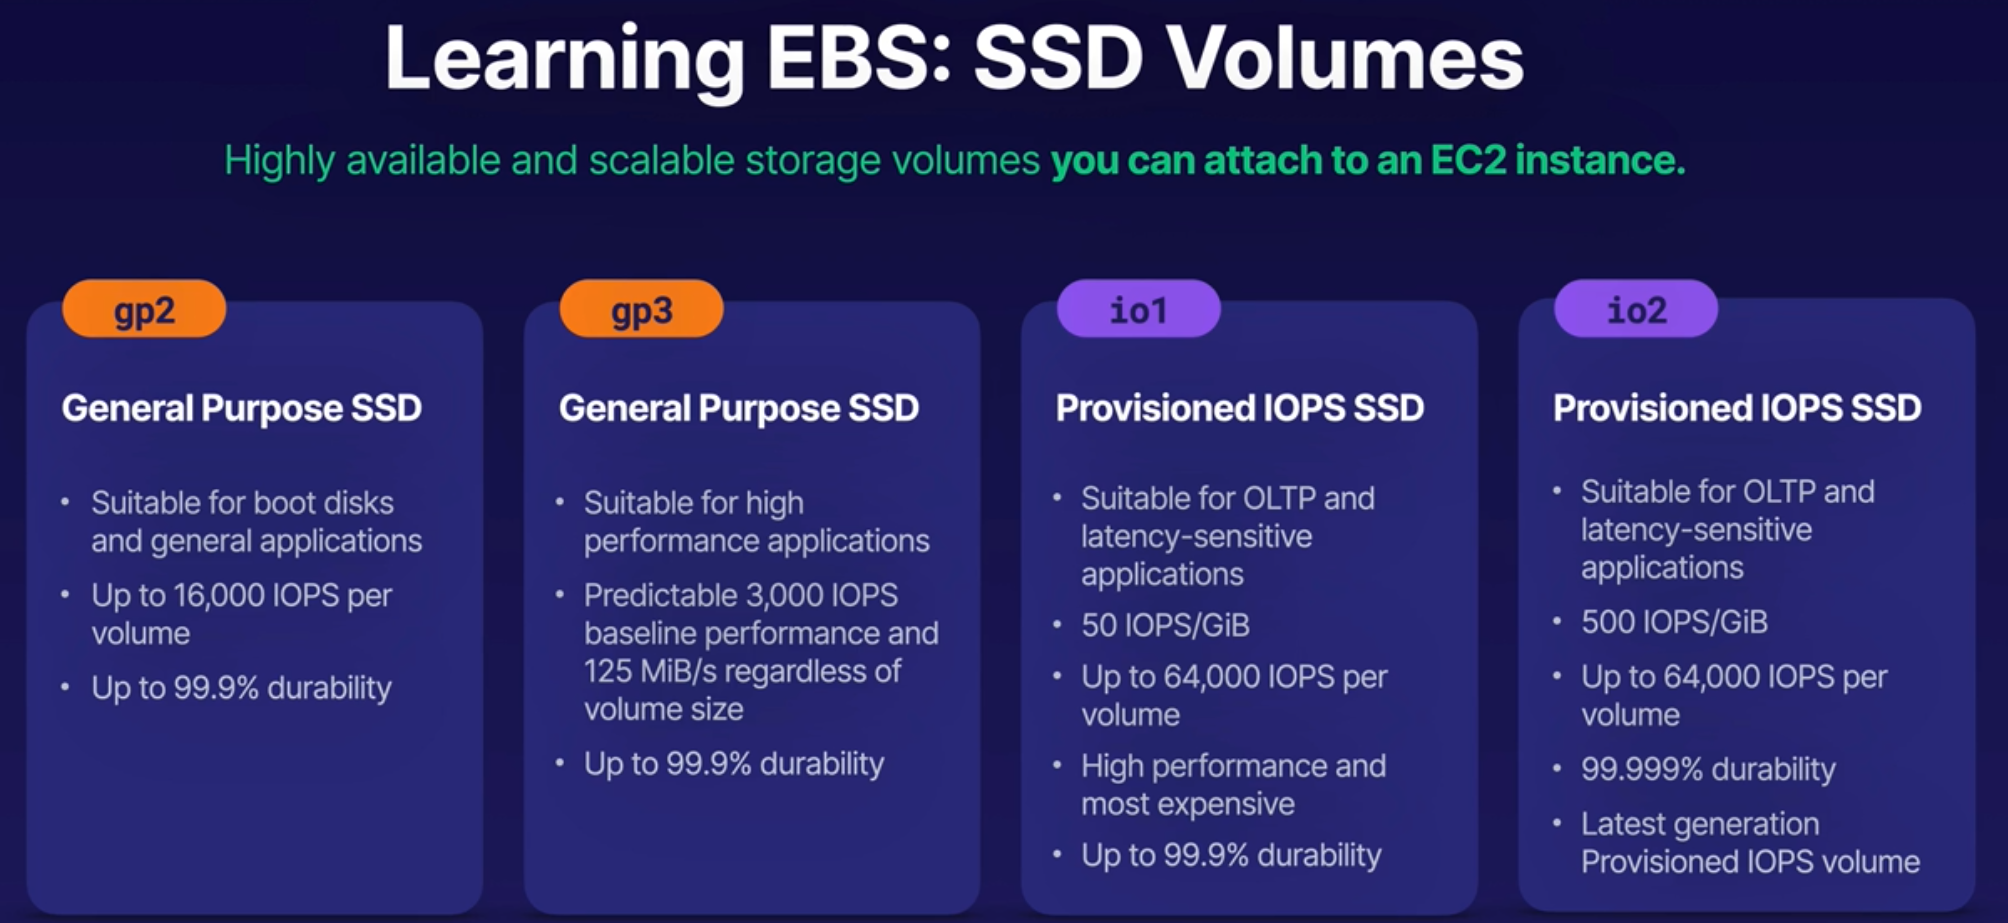 Learning EBS: SSD Volumes
Highly available and scalable storage volumes you can attach to an EC2 instance.
gp2
General Purpose SSD
• Suitable for boot disks
and general applications
• Up to 16,000 IOPS per
volume
• Up to 99.9% durability
gp3
General Purpose SSD
• Suitable for high
performance applications
• Predictable 3,000 IOPS
baseline performance and
125 MiB/s regardless of
volume size
• Up to 99.9% durability
io1
Provisioned IOPS SSD
• Suitable for OLTP and
latency-sensitive
applications
• 50 IOPS/GiB
• Up to 64,000 IOPS per
volume
• High performance and
most expensive
• Up to 99.9% durability
io2
Provisioned IOPS SSD
• Suitable for OLTP and
latency-sensitive
applications
• 500 IOPS/GiB
• Up to 64,000 IOPS per
volume
• 99.999% durability
• Latest generation
Provisioned IOPS volume